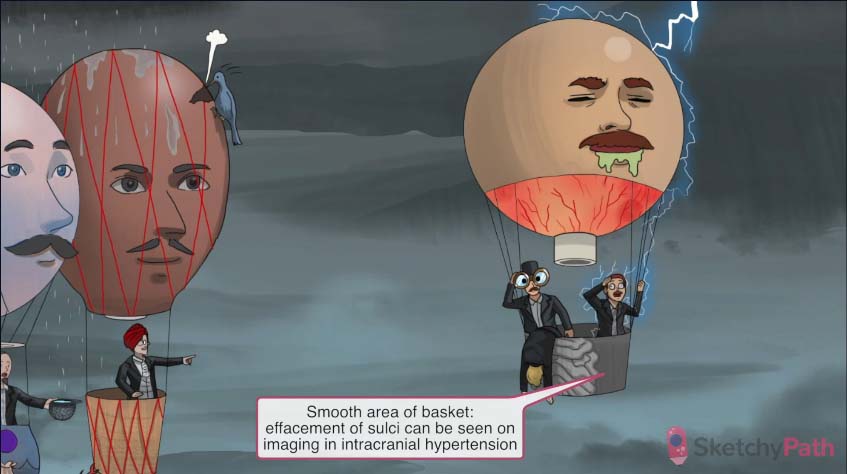 Smooth area of basket:
effacement of sulci can be seen on
imaging in intracranial hypertension
SketchyPath